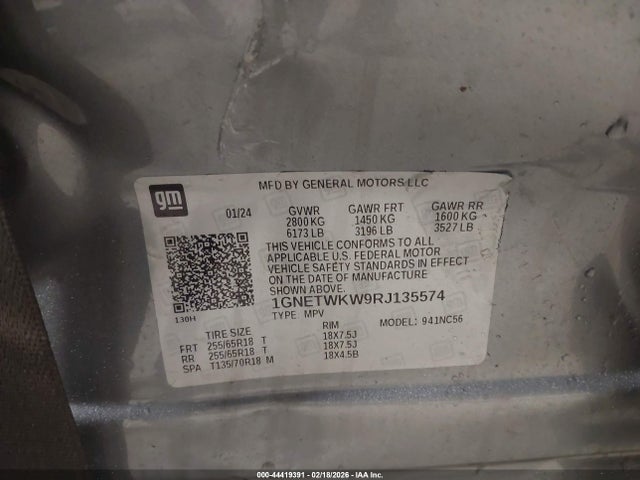 MFD BY GENERAL MOTORS LLC
gm
01/24 GVWR GAWR FRT GAWR RR
2800 KG 1450 KG 1600 KG
6173 LB 3196 LB 3527 LB
THIS VEHICLE CONFORMS TO ALL
APPLICABLE U.S. FEDERAL MOTOR
VEHICLE SAFETY STANDARDS IN EFFECT
ON THE DATE OF MANUFACTURE
SHOWN ABOVE.
1GNETWKW9RJ135574
130H
TYPE: MPV MODEL: 941NC56
TIRE SIZE RIM
FRT 255/65R18 T 18X7.5J
RR 255/65R18 T 18X7.5J
SPA T135/70R18 M 18X4.5B
000-44419391 - 02/18/2026 - IAA Inc.